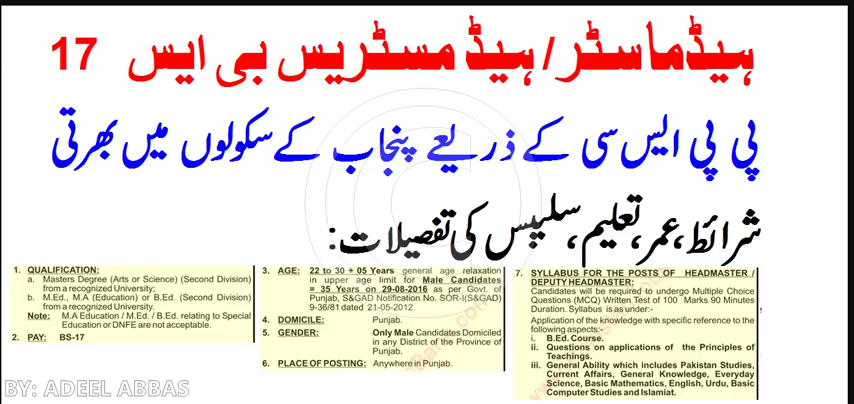 ہیڈماسٹر/ہیڈ مسٹریس بی ایس 17
پی پی ایس سی کے ذریعے پنجاب کے سکولوں میں بھرتی
شرائط،عمر،تعلیم،سلیبس کی تفصیلات:
1. QUALIFICATION:
a. Masters Degree (Arts or Science) (Second Division)
from a recognized University;
b. M.Ed., M.A (Education) or B.Ed. (Second Division)
from a recognized University.
Note: M.A Education / M.Ed. / B.Ed. relating to Special
Education or DNFE are not acceptable.
2. PAY: BS-17
3. AGE: 22 to 30 + 05 Years general age relaxation
in upper age limit for Male Candidates
= 35 Years on 29-08-2016 as per Govt. of
Punjab, S&GAD Notification No. SOR-I(S&GAD)
9-36/81 dated 21-05-2012.
4. DOMICILE: Punjab.
5. GENDER: Only Male Candidates Domiciled
in any District of the Province of
Punjab.
6. PLACE OF POSTING: Anywhere in Punjab.
7. SYLLABUS FOR THE POSTS OF HEADMASTER /
DEPUTY HEADMASTER:
Candidates will be required to undergo Multiple Choice
Questions (MCQ) Written Test of 100 Marks 90 Minutes
Duration. Syllabus is as under:-
Application of the knowledge with specific reference to the
following aspects:-
i. B.Ed. Course.
ii. Questions on applications of the Principles of
Teachings.
iii. General Ability which includes Pakistan Studies,
Current Affairs, General Knowledge, Everyday
Science, Basic Mathematics, English, Urdu, Basic
Computer Studies and Islamiat.
BY: ADEEL ABBAS